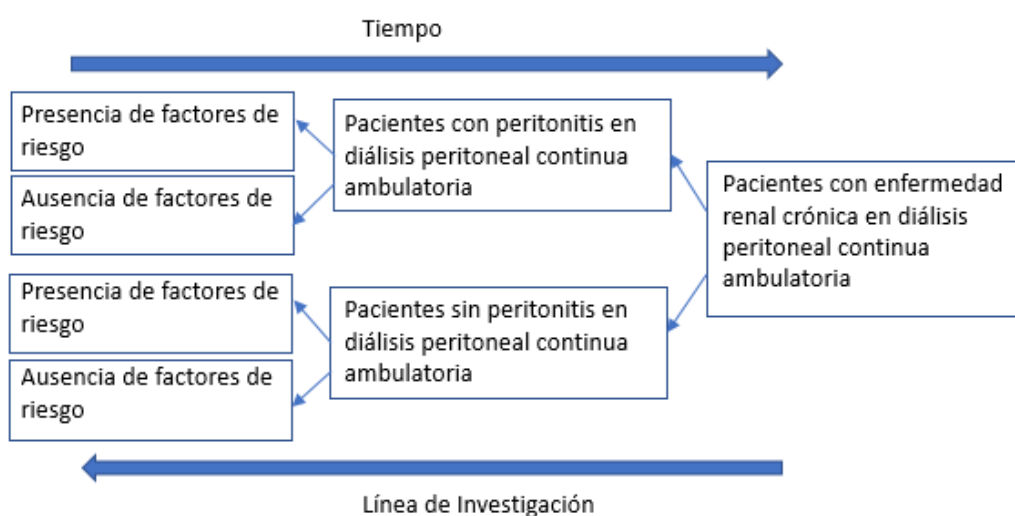 Tiempo
Presencia de factores de
riesgo
Ausencia de factores de
riesgo
Pacientes con peritonitis en
diálisis peritoneal continua
ambulatoria
Pacientes con enfermedad
renal crónica en diálisis
peritoneal continua
ambulatoria
Presencia de factores de
riesgo
Ausencia de factores de
riesgo
Pacientes sin peritonitis en
diálisis peritoneal continua
ambulatoria
Línea de Investigación